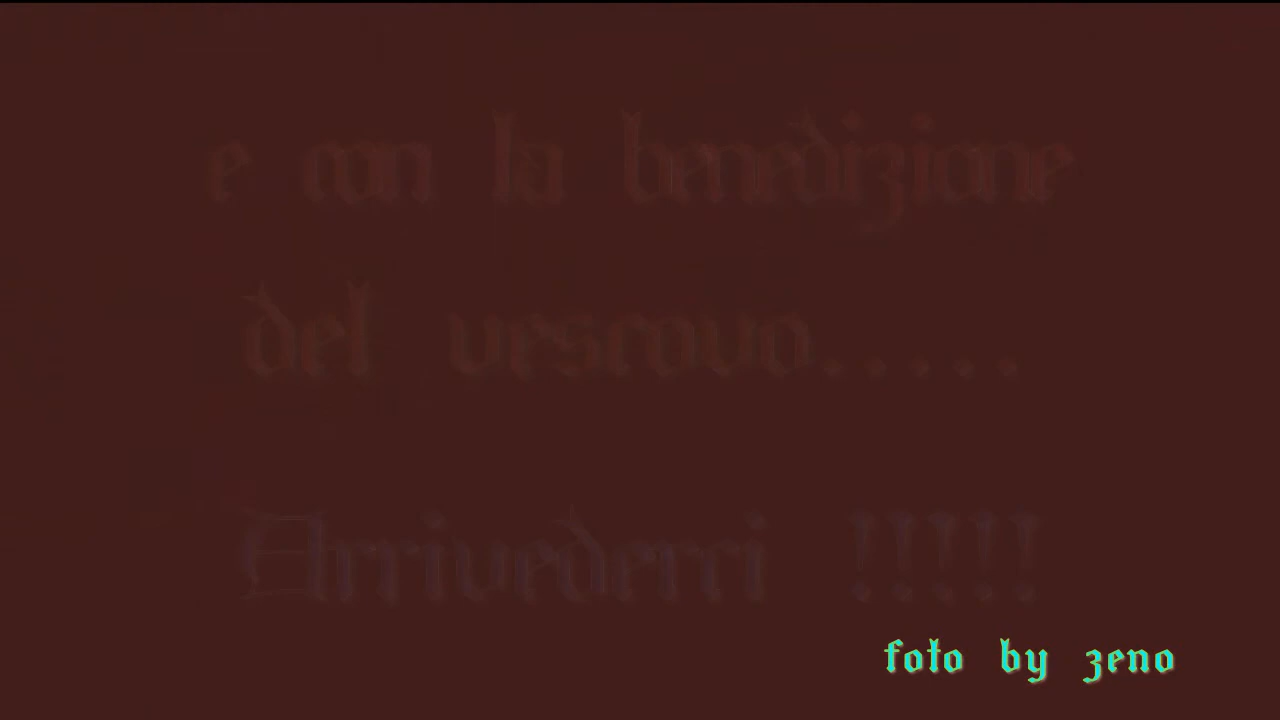 e con la benedizione
del vescovo.....
Arrivederci !!!!!
foto by zeno